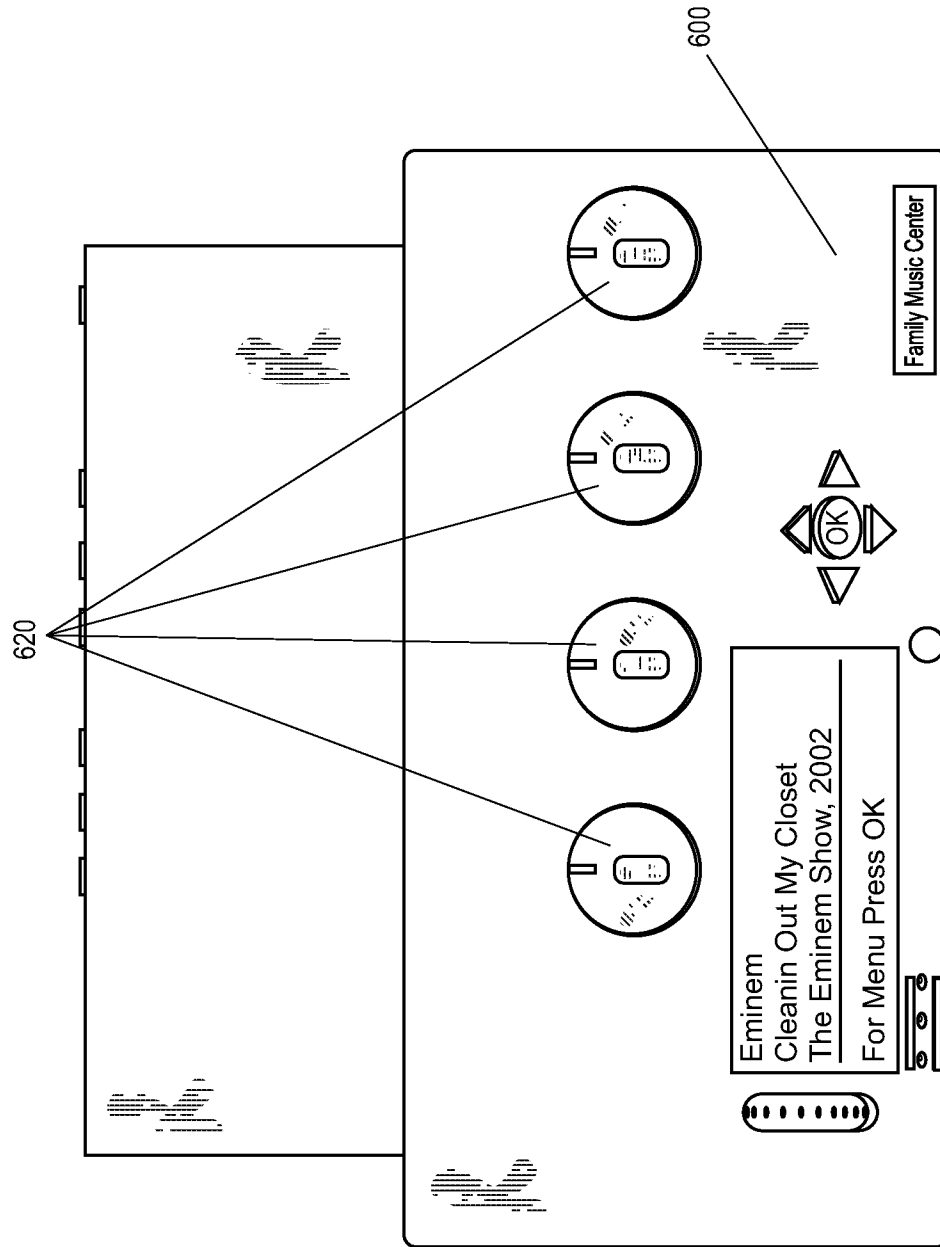 620
600
Eminem
Cleanin Out My Closet
The Eminem Show, 2002
For Menu Press OK
OK
Family Music Center